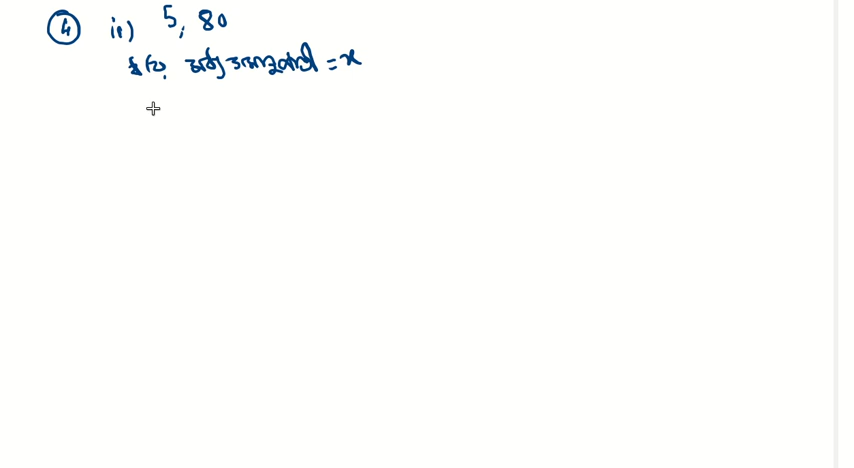 ④ ii) 5, 80
ধরি, মধ্যসমানুপাতী = x